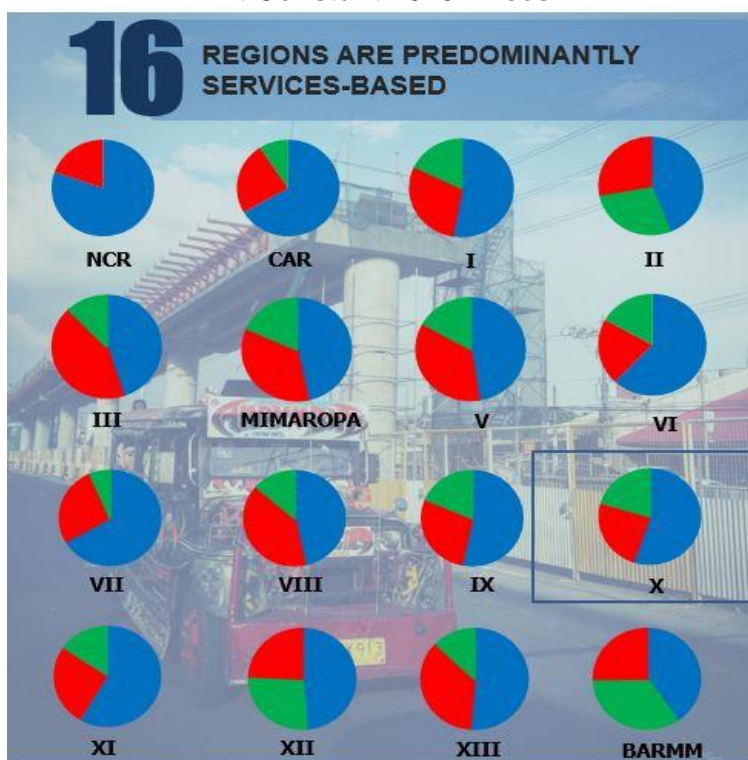 16 REGIONS ARE PREDOMINANTLY
SERVICES-BASED
NCR CAR I II
III MIMAROPA V VI
VII VIII IX X
XI XII XIII BARMM